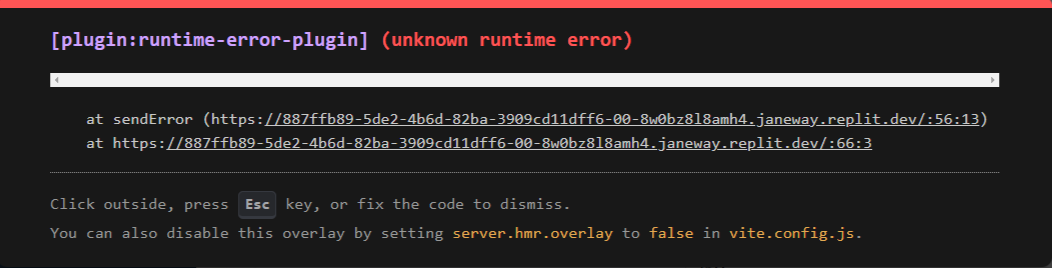 [plugin:runtime-error-plugin] (unknown runtime error)
at sendError (https://887ffb89-5de2-4b6d-82ba-3909cd11dff6-00-8w0bz8l8amh4.janeway.replit.dev/:56:13)
at https://887ffb89-5de2-4b6d-82ba-3909cd11dff6-00-8w0bz8l8amh4.janeway.replit.dev/:66:3
Click outside, press Esc key, or fix the code to dismiss.
You can also disable this overlay by setting server.hmr.overlay to false in vite.config.js.